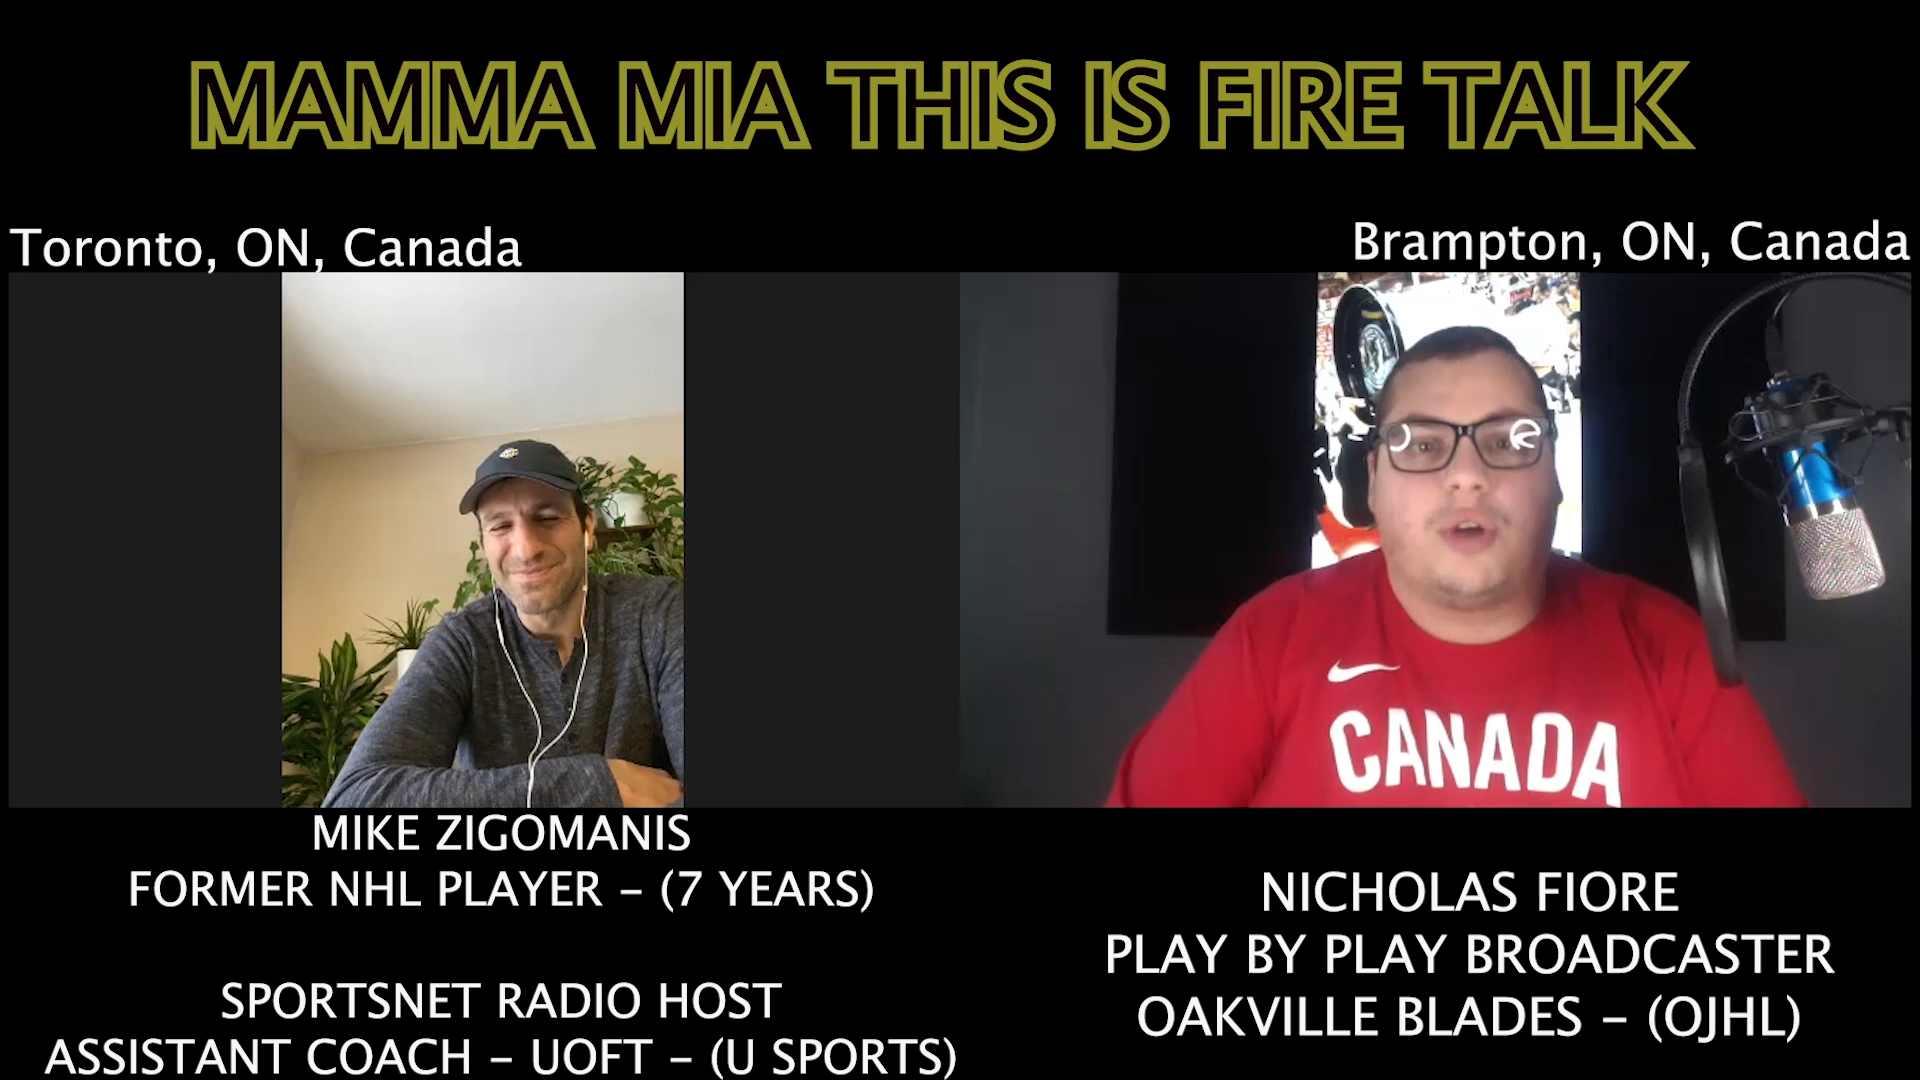 MAMMA MIA THIS IS FIRE TALK
Toronto, ON, Canada
Brampton, ON, Canada
CANADA
MIKE ZIGOMANIS
FORMER NHL PLAYER – (7 YEARS)
SPORTSNET RADIO HOST
ASSISTANT COACH – UOFT – (U SPORTS)
NICHOLAS FIORE
PLAY BY PLAY BROADCASTER
OAKVILLE BLADES – (OJHL)